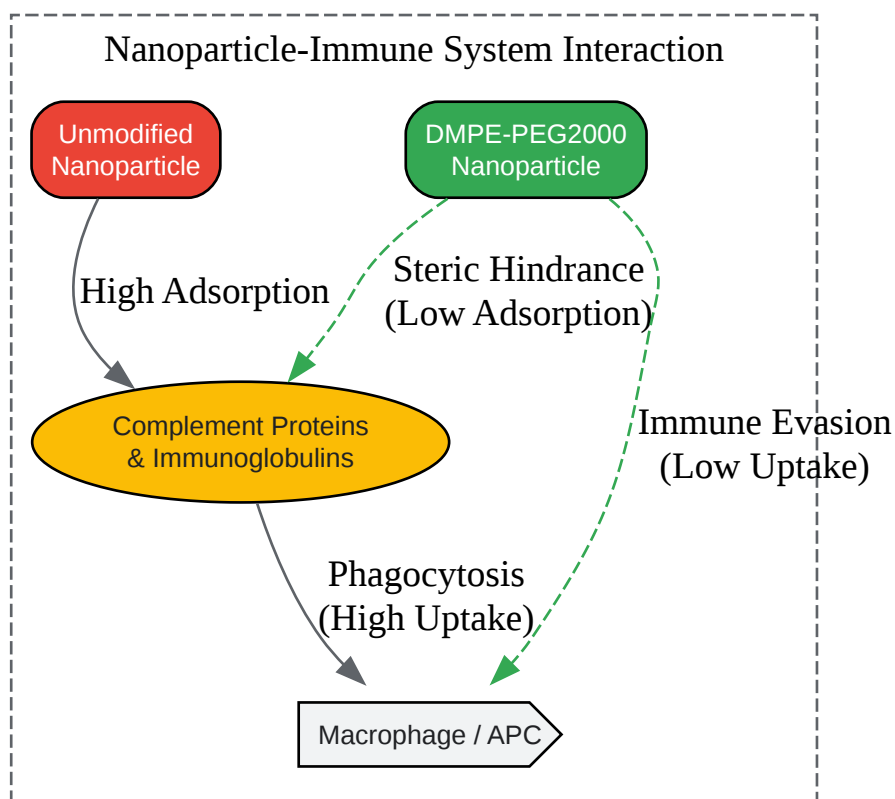 Nanoparticle-Immune System Interaction
Unmodified
Nanoparticle
DMPE-PEG2000
Nanoparticle
High Adsorption
Steric Hindrance
(Low Adsorption)
Complement Proteins
& Immunoglobulins
Immune Evasion
(Low Uptake)
Phagocytosis
(High Uptake)
Macrophage / APC